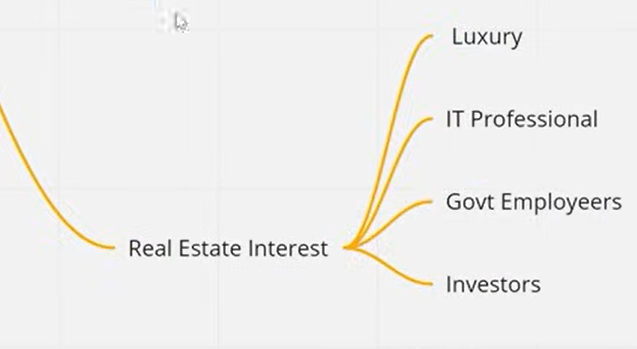 Luxury
IT Professional
Govt Employeers
Real Estate Interest
Investors